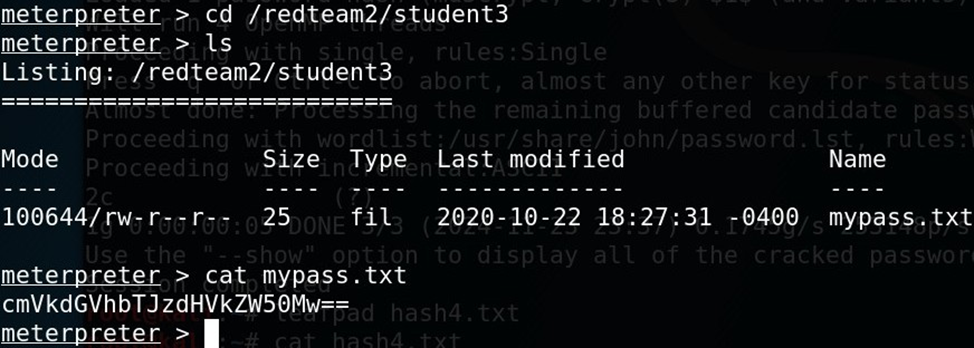 meterpreter > cd /redteam2/student3
meterpreter > ls
Listing: /redteam2/student3
===========================
Mode Size Type Last modified Name
---- ---- ---- ------------- ----
100644/rw-r--r-- 25 fil 2020-10-22 18:27:31 -0400 mypass.txt
meterpreter > cat mypass.txt
cmVkdGVhbTJzdHVkZW50Mw==
meterpreter >